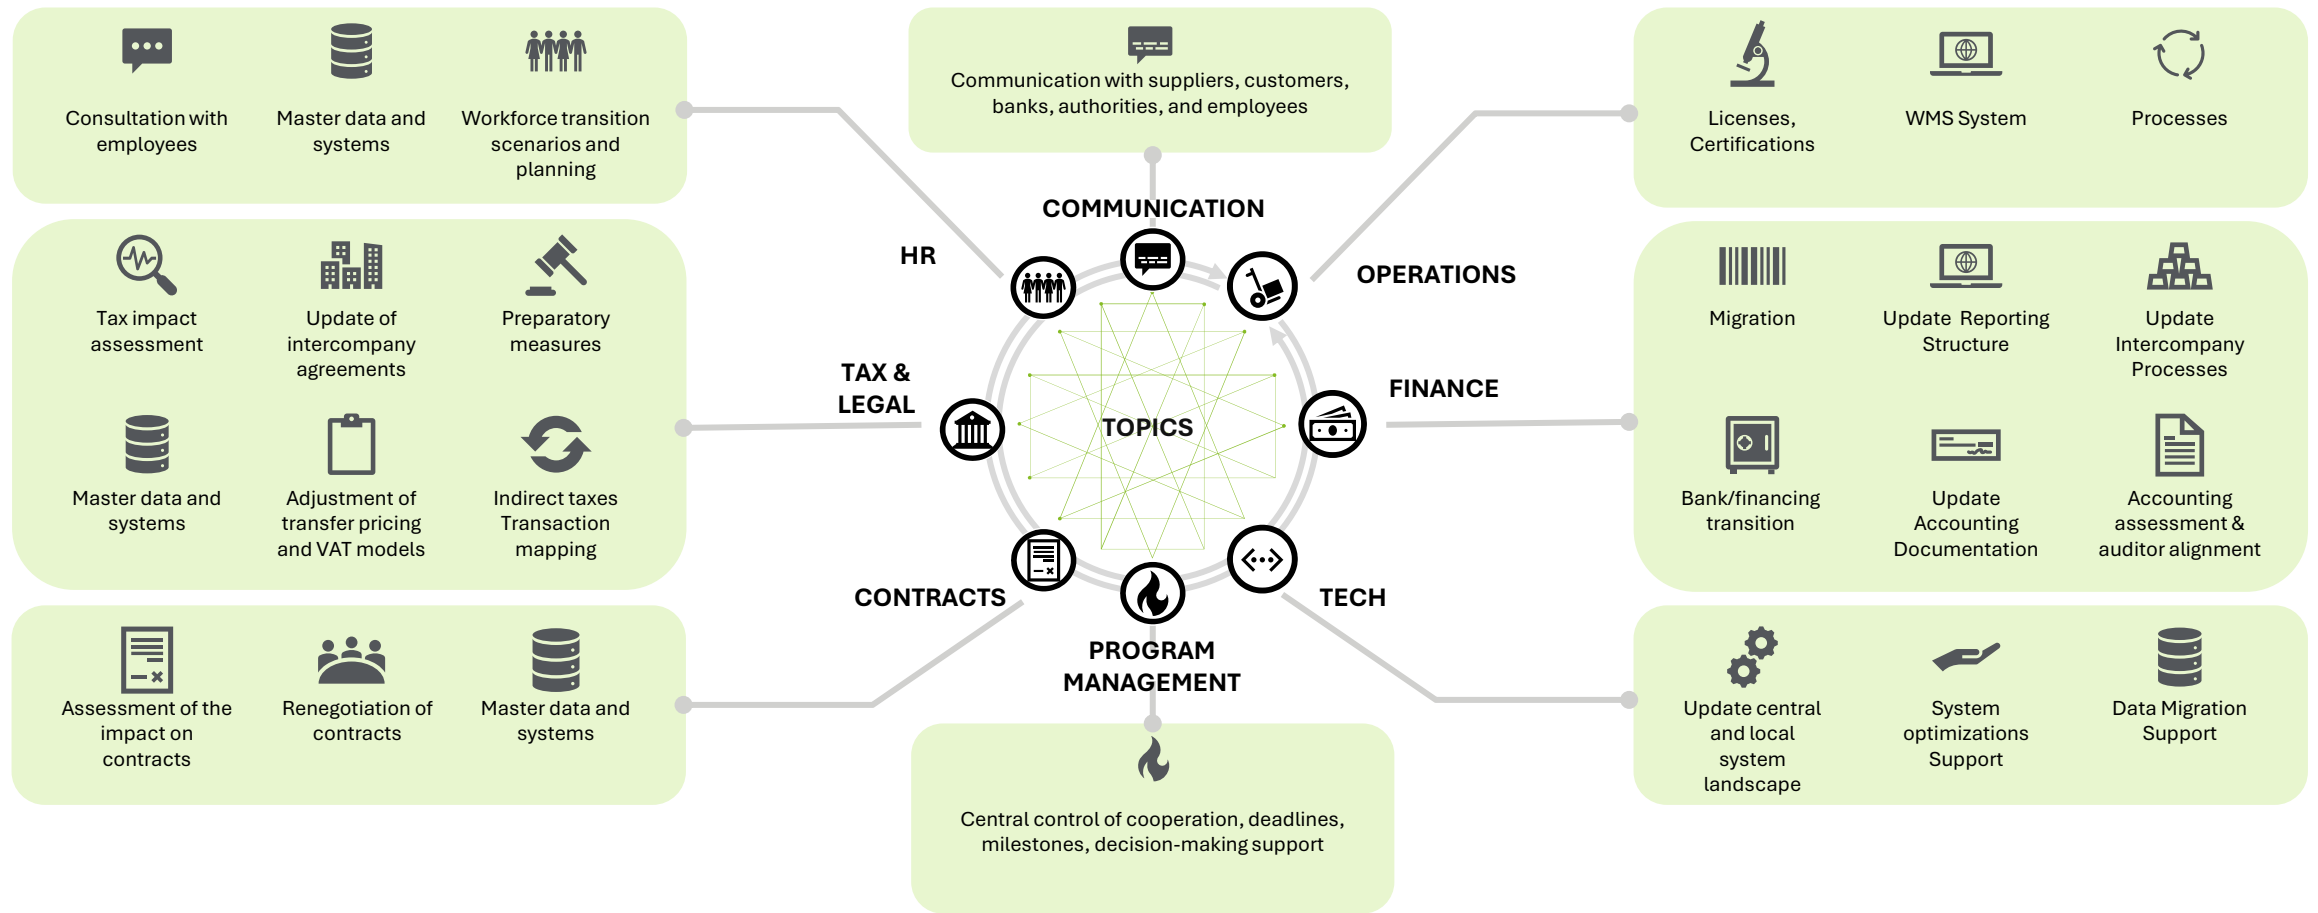 Consultation with
employees
Master data and
systems
Workforce transition
scenarios and
planning
Communication with suppliers, customers,
banks, authorities, and employees
Licenses,
Certifications
WMS System
Processes
COMMUNICATION
HR
OPERATIONS
Tax impact
assessment
Update of
intercompany
agreements
Preparatory
measures
Master data and
systems
Adjustment of
transfer pricing
and VAT models
Indirect taxes
Transaction
mapping
TAX &
LEGAL
TOPICS
FINANCE
Migration
Update Reporting
Structure
Update
Intercompany
Processes
Bank/financing
transition
Update
Accounting
Documentation
Accounting
assessment &
auditor alignment
CONTRACTS
TECH
PROGRAM
MANAGEMENT
Assessment of the
impact on
contracts
Renegotiation of
contracts
Master data and
systems
Central control of cooperation, deadlines,
milestones, decision-making support
Update central
and local
system
landscape
System
optimizations
Support
Data Migration
Support